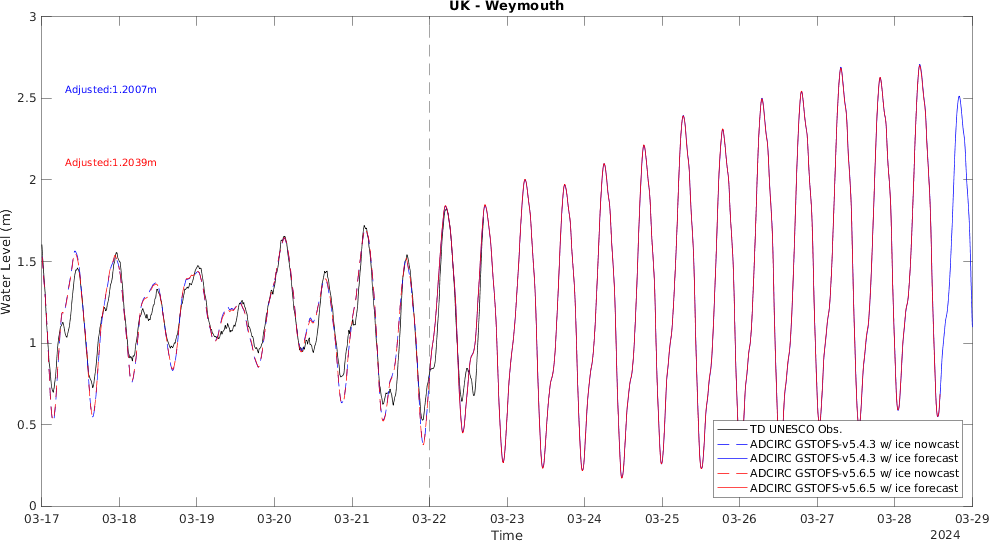 UK - Weymouth
3
2.5
2
1.5
1
0.5
0
Water Level (m)
Adjusted:1.2007m
Adjusted:1.2039m
TD UNESCO Obs.
ADCIRC GSTOFS-v5.4.3 w/ ice nowcast
ADCIRC GSTOFS-v5.4.3 w/ ice forecast
ADCIRC GSTOFS-v5.6.5 w/ ice nowcast
ADCIRC GSTOFS-v5.6.5 w/ ice forecast
03-17 03-18 03-19 03-20 03-21 03-22 03-23 03-24 03-25 03-26 03-27 03-28 03-29
Time
2024